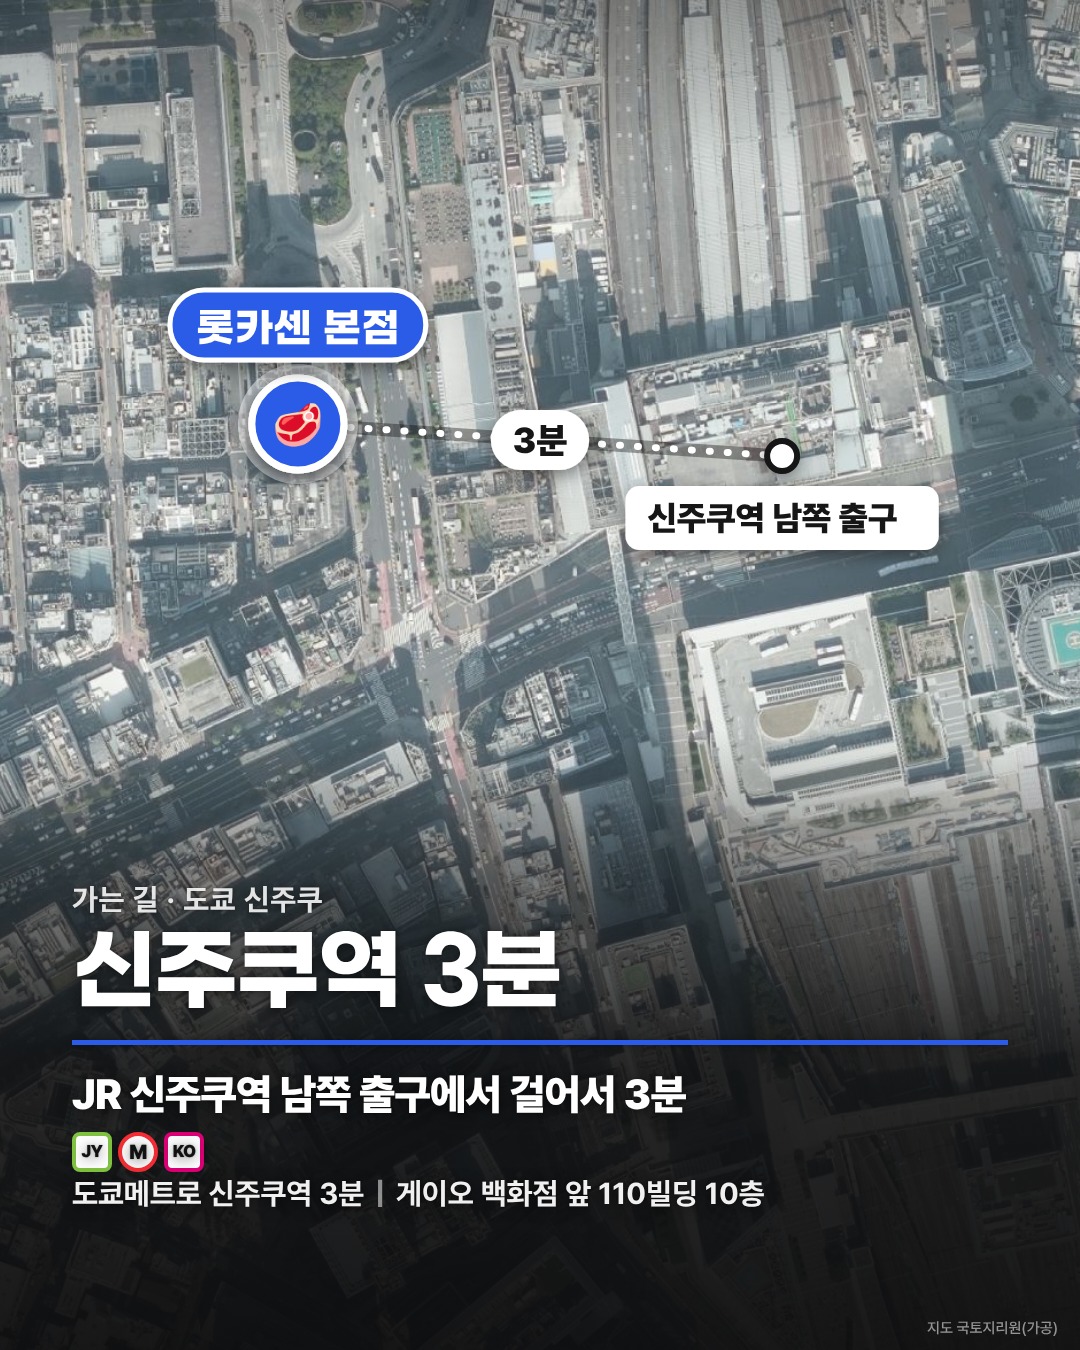 롯카센 본점
3분
신주쿠역 남쪽 출구
가는 길 · 도쿄 신주쿠
신주쿠역 3분
JR 신주쿠역 남쪽 출구에서 걸어서 3분
JY M KO
도쿄메트로 신주쿠역 3분 | 게이오 백화점 앞 110빌딩 10층
지도 국토지리원(가공)